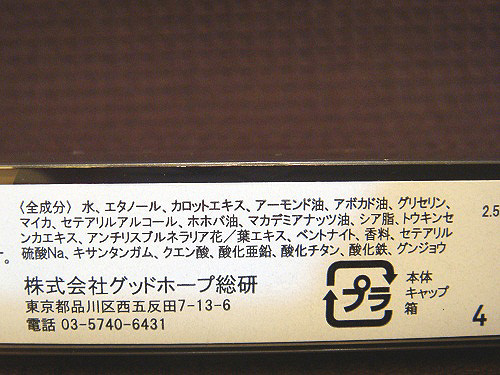 〈全成分〉 水、エタノール、カロットエキス、アーモンド油、アボカド油、グリセリン、
マイカ、セテアリルアルコール、ホホバ油、マカデミアナッツ油、シア脂、トウキンセ
ンカエキス、アンチリスブルネラリア花／葉エキス、ベントナイト、香料、セテアリル
硫酸Na、キサンタンガム、クエン酸、酸化亜鉛、酸化チタン、酸化鉄、グンジョウ
す。
2.5
株式会社グッドホープ総研
東京都品川区西五反田7-13-6
電話 03-5740-6431
プラ
本体
キャップ
箱
4